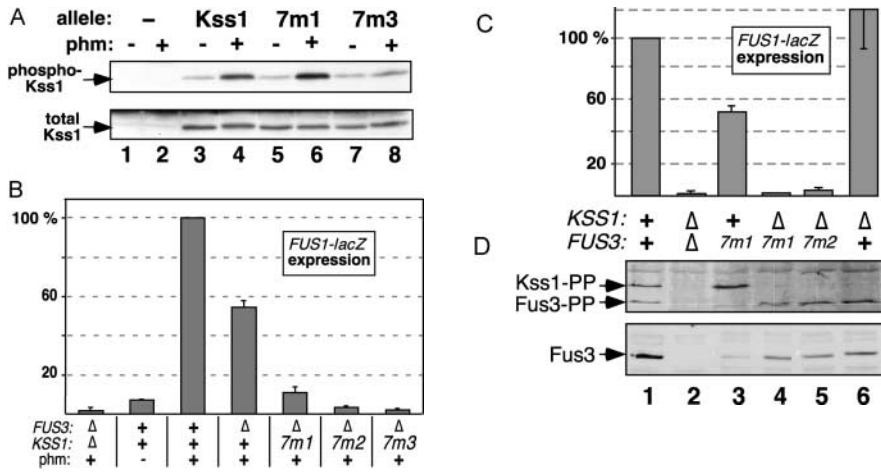 A
allele: – Kss1 7m1 7m3
phm: - + - + - + - +
phospho-
Kss1
total
Kss1
1 2 3 4 5 6 7 8
B
100 %
60
20
FUS1-lacZ
expression
FUS3: Δ + + Δ Δ Δ Δ
KSS1: Δ + + + 7m1 7m2 7m3
phm: + - + + + + +
C
100 %
60
20
FUS1-lacZ
expression
KSS1: + Δ + Δ Δ Δ
FUS3: + Δ 7m1 7m1 7m2 +
D
Kss1-PP
Fus3-PP
Fus3
1 2 3 4 5 6